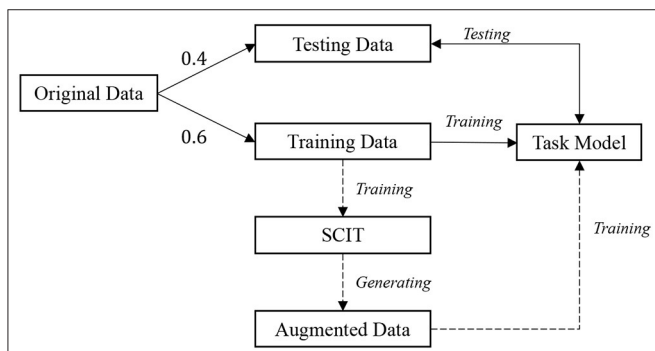 Testing Data
Testing
0.4
Original Data
0.6
Training Data
Training
Task Model
Training
SCIT
Training
Generating
Augmented Data